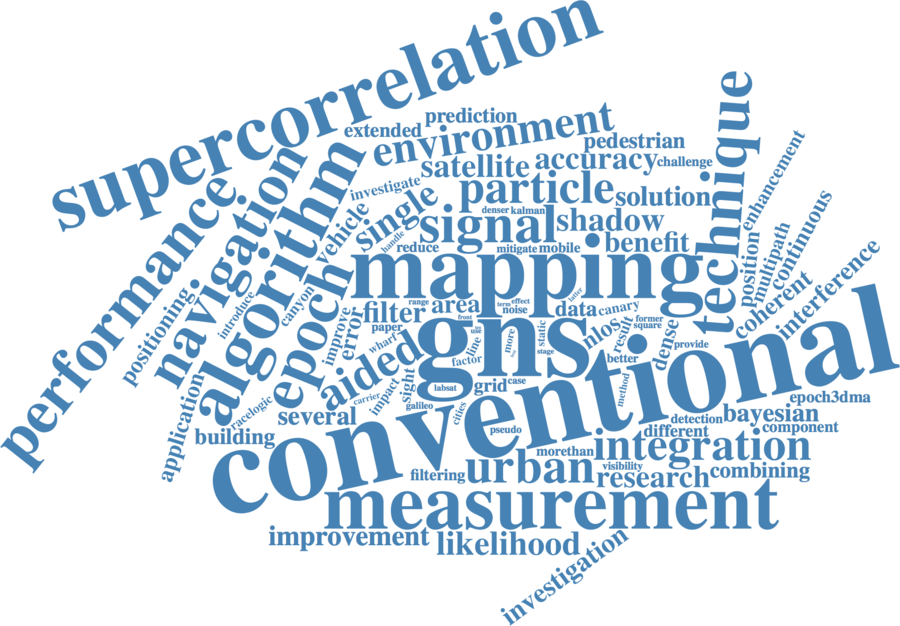 supercorrelation
prediction
extended
environment
pedestrian
technique
satellite
accuracy
challenge
investigate
particle
solution
enhancement
performance
navigation
algorithm
vehicle
single
signal
denser
kalman
shadow
handle
reduce
mitigate
mobile
benefit
mapping
position
multipath
continuous
positioning
introduce
canyon
epoch
improve
error
filter
range
area
term
effect
noise
latter
data
canary
coherent
interference
paper
wharf
aided
front
gns
line
use
more
static
stage
nlos
result
former
square
dense
provide
better
factor
sight
labsat
grid
case
method
conventional
application
racelogic
several
carrier
impact
galileo
cities
building
pseudo
epoch3dma
bayesian
detection
different
component
morethan
integration
filtering
urban
visibility
research
combining
measurement
improvement
likelihood
investigation